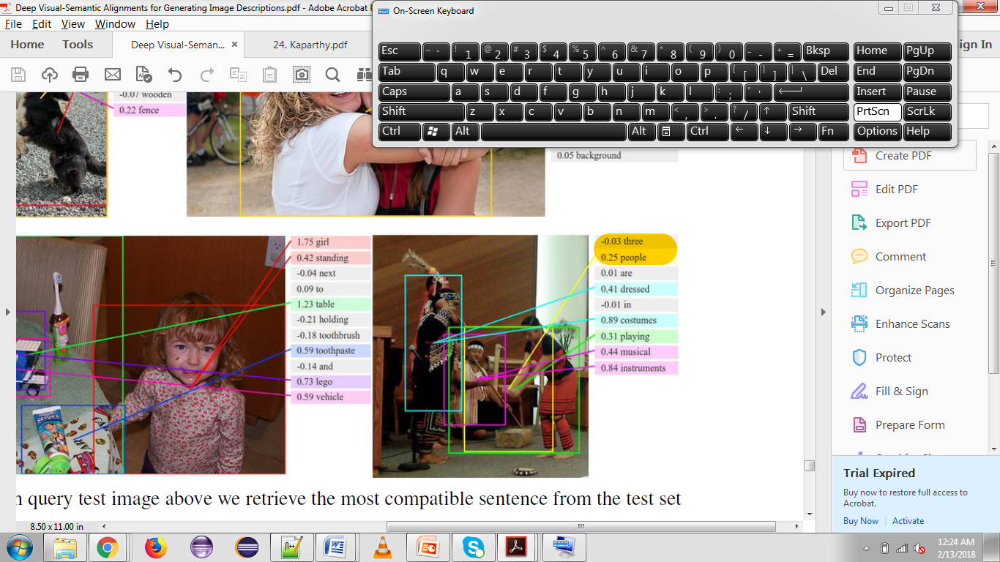 Deep Visual-Semantic Alignments for Generating Image Descriptions.pdf - Adobe Acrobat
On-Screen Keyboard
File Edit View Window Help
Home Tools Deep Visual-Seman... × 24. Kaparthy.pdf
Sign In
Esc ~ ` ! 1 @ 2 # 3 $ 4 % 5 ^ 6 & 7 * 8 ( 9 ) 0 _ - + = Bksp Home PgUp
Tab q w e r t y u i o p { [ } ] | \ Del End PgDn
Caps a s d f g h j k l : ; " ' Insert Pause
Shift z x c v b n m < , > . ? / ↑ Shift PrtScn ScrLk
Ctrl Alt Alt Ctrl ← ↓ → Fn Options Help
-0.07 wooden
0.22 fence
0.05 background
1.75 girl
0.42 standing
-0.04 next
0.09 to
1.23 table
-0.21 holding
-0.18 toothbrush
0.59 toothpaste
-0.14 and
0.73 lego
0.59 vehicle
-0.03 three
0.25 people
0.01 are
0.41 dressed
-0.01 in
0.89 costumes
0.31 playing
0.44 musical
0.84 instruments
query test image above we retrieve the most compatible sentence from the test set
8.50 x 11.00 in
Create PDF
Edit PDF
Export PDF
Comment
Organize Pages
Enhance Scans
Protect
Fill & Sign
Prepare Form
Trial Expired
Buy now to restore full access to
Acrobat.
Buy Now | Activate
12:24 AM
2/13/2018